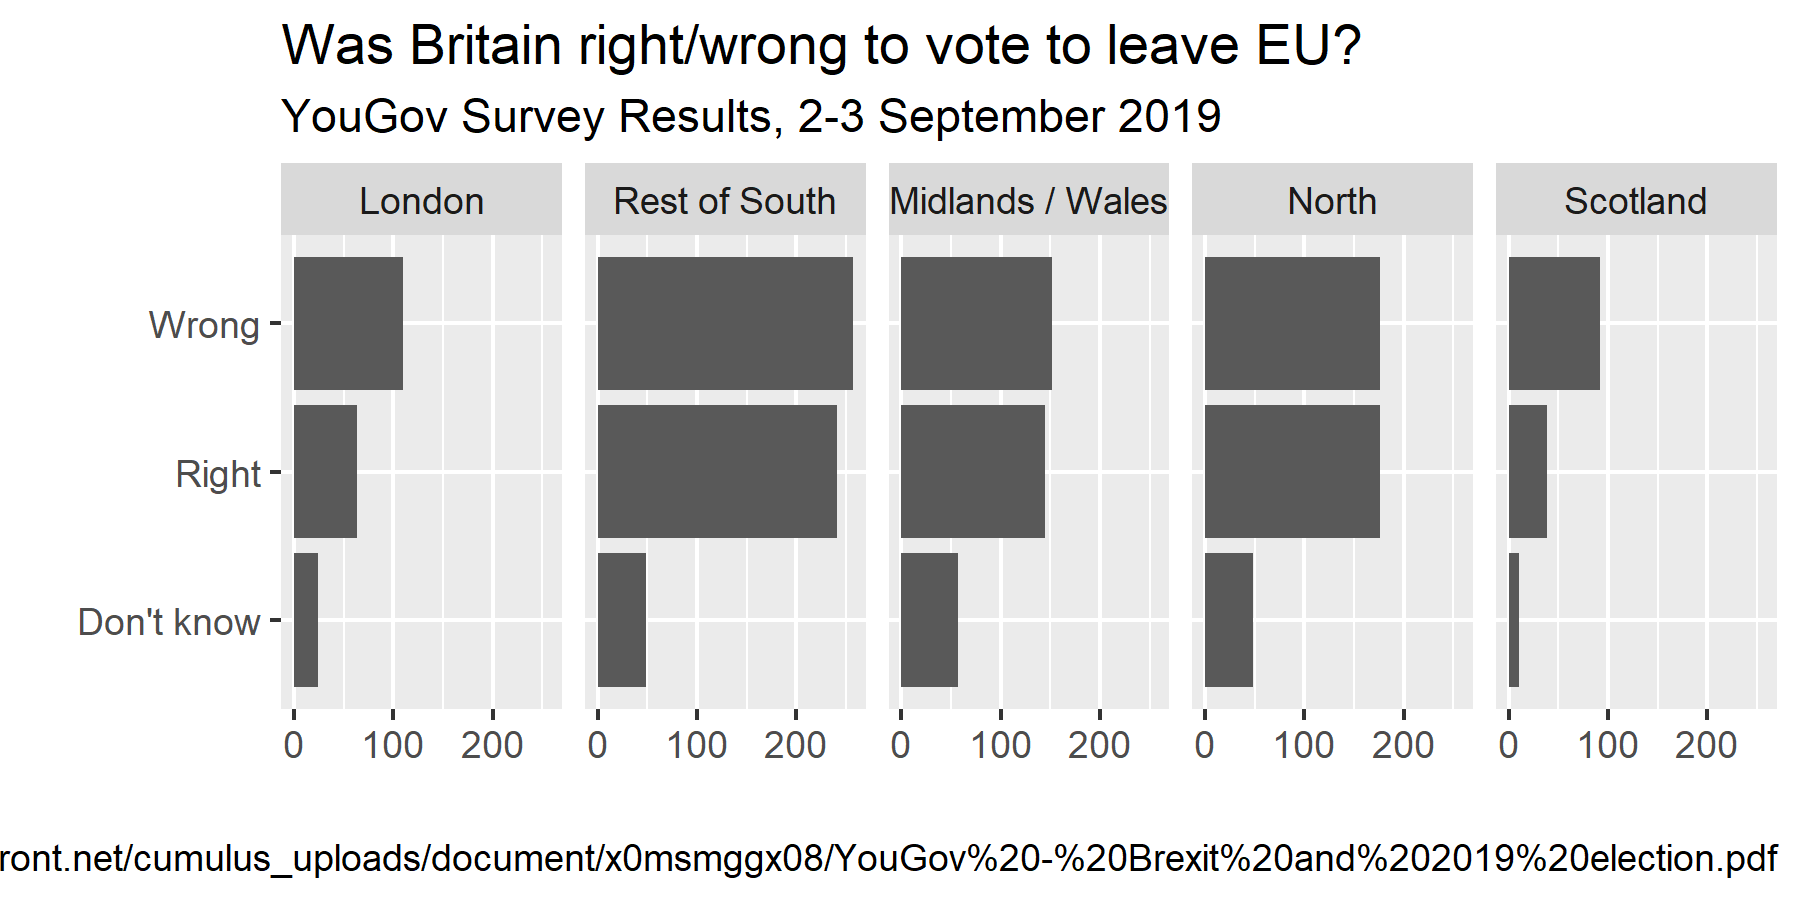 Was Britain right/wrong to vote to leave EU?
YouGov Survey Results, 2-3 September 2019
London Rest of South Midlands / Wales North Scotland
Wrong
Right
Don't know
0 100 200 0 100 200 0 100 200 0 100 200 0 100 200
ront.net/cumulus_uploads/document/x0msmggx08/YouGov%20-%20Brexit%20and%202019%20election.pdf